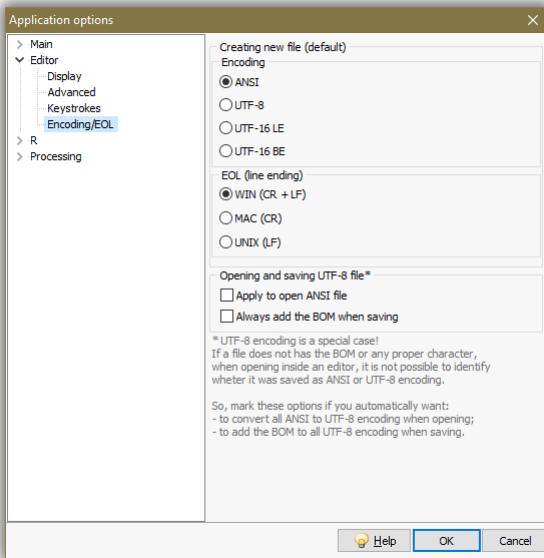 Application options
Main
Editor
Display
Advanced
Keystrokes
Encoding/EOL
R
Processing
Creating new file (default)
Encoding
ANSI
UTF-8
UTF-16 LE
UTF-16 BE
EOL (line ending)
WIN (CR + LF)
MAC (CR)
UNIX (LF)
Opening and saving UTF-8 file*
Apply to open ANSI file
Always add the BOM when saving
* UTF-8 encoding is a special case!
If a file does not has the BOM or any proper character,
when opening inside an editor, it is not possible to identify
wheter it was saved as ANSI or UTF-8 encoding.
So, mark these options if you automatically want:
- to convert all ANSI to UTF-8 encoding when opening;
- to add the BOM to all UTF-8 encoding when saving.
Help
OK
Cancel